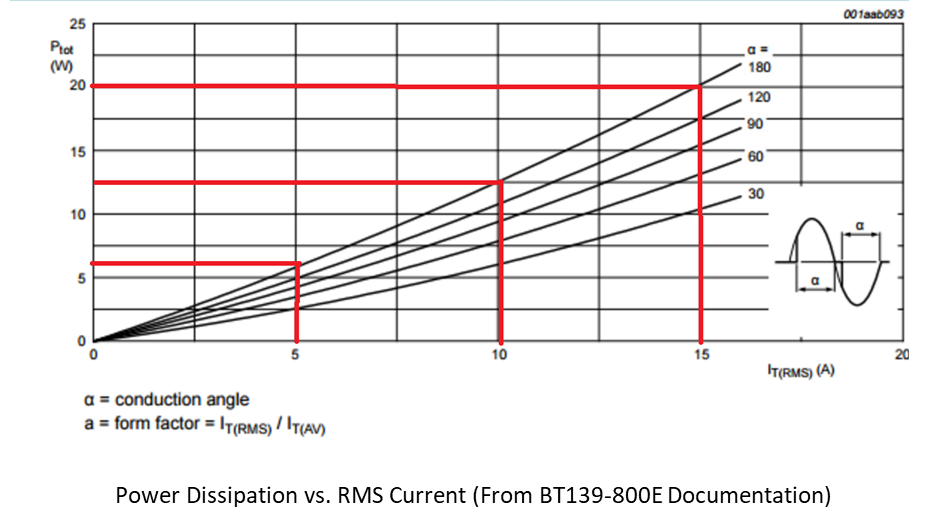 001aab093
25
Ptot
(W)
α =
180
20
120
90
15
60
30
10
α
α
5
0
0
5
10
15
20
IT(RMS) (A)
α = conduction angle
a = form factor = IT(RMS) / IT(AV)
Power Dissipation vs. RMS Current (From BT139-800E Documentation)